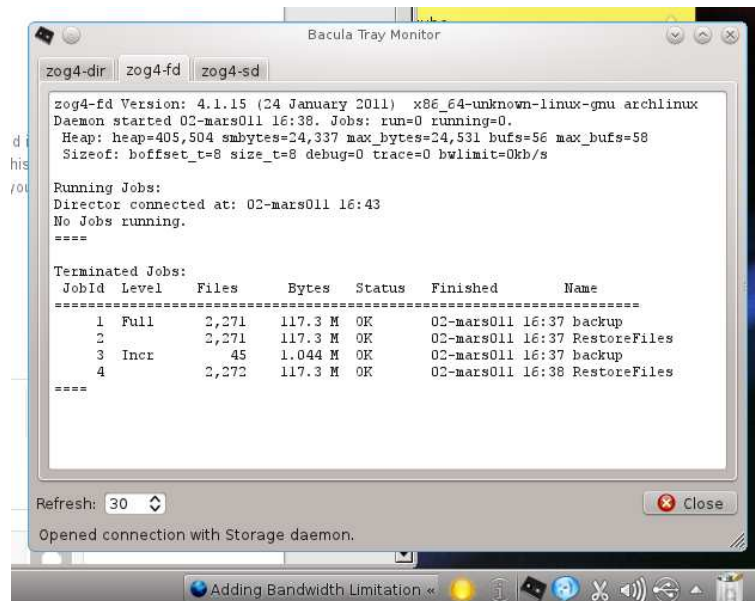 Bacula Tray Monitor
zog4-dir zog4-fd zog4-sd
zog4-fd Version: 4.1.15 (24 January 2011) x86_64-unknown-linux-gnu archlinux
Daemon started 02-mars011 16:38. Jobs: run=0 running=0.
Heap: heap=405,504 smbytes=24,337 max_bytes=24,531 bufs=56 max_bufs=58
Sizeof: boffset_t=8 size_t=8 debug=0 trace=0 bwlimit=0kb/s
Running Jobs:
Director connected at: 02-mars011 16:43
No Jobs running.
====
Terminated Jobs:
JobId Level Files Bytes Status Finished Name
======================================================================
1 Full 2,271 117.3 M OK 02-mars011 16:37 backup
2 2,271 117.3 M OK 02-mars011 16:37 RestoreFiles
3 Incr 45 1.044 M OK 02-mars011 16:37 backup
4 2,272 117.3 M OK 02-mars011 16:38 RestoreFiles
====
Refresh: 30
Close
Opened connection with Storage daemon.
Adding Bandwidth Limitation «